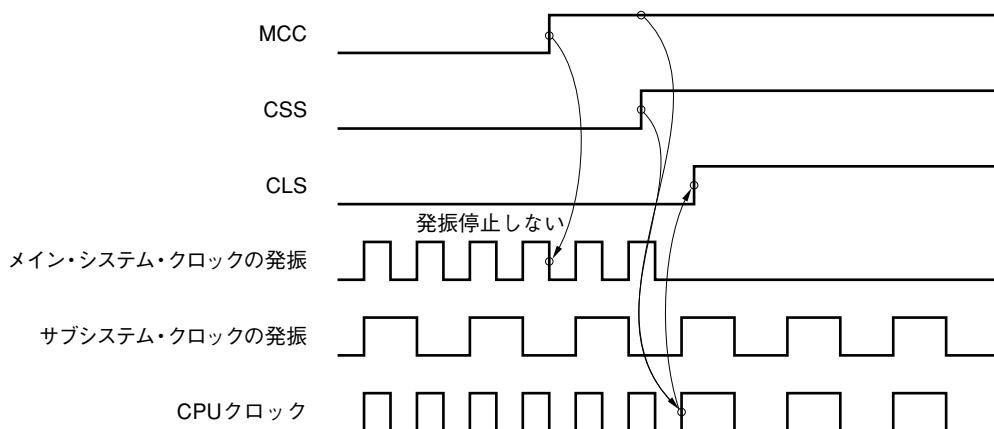 MCC
CSS
CLS
発振停止しない
メイン・システム・クロックの発振
サブシステム・クロックの発振
CPUクロック